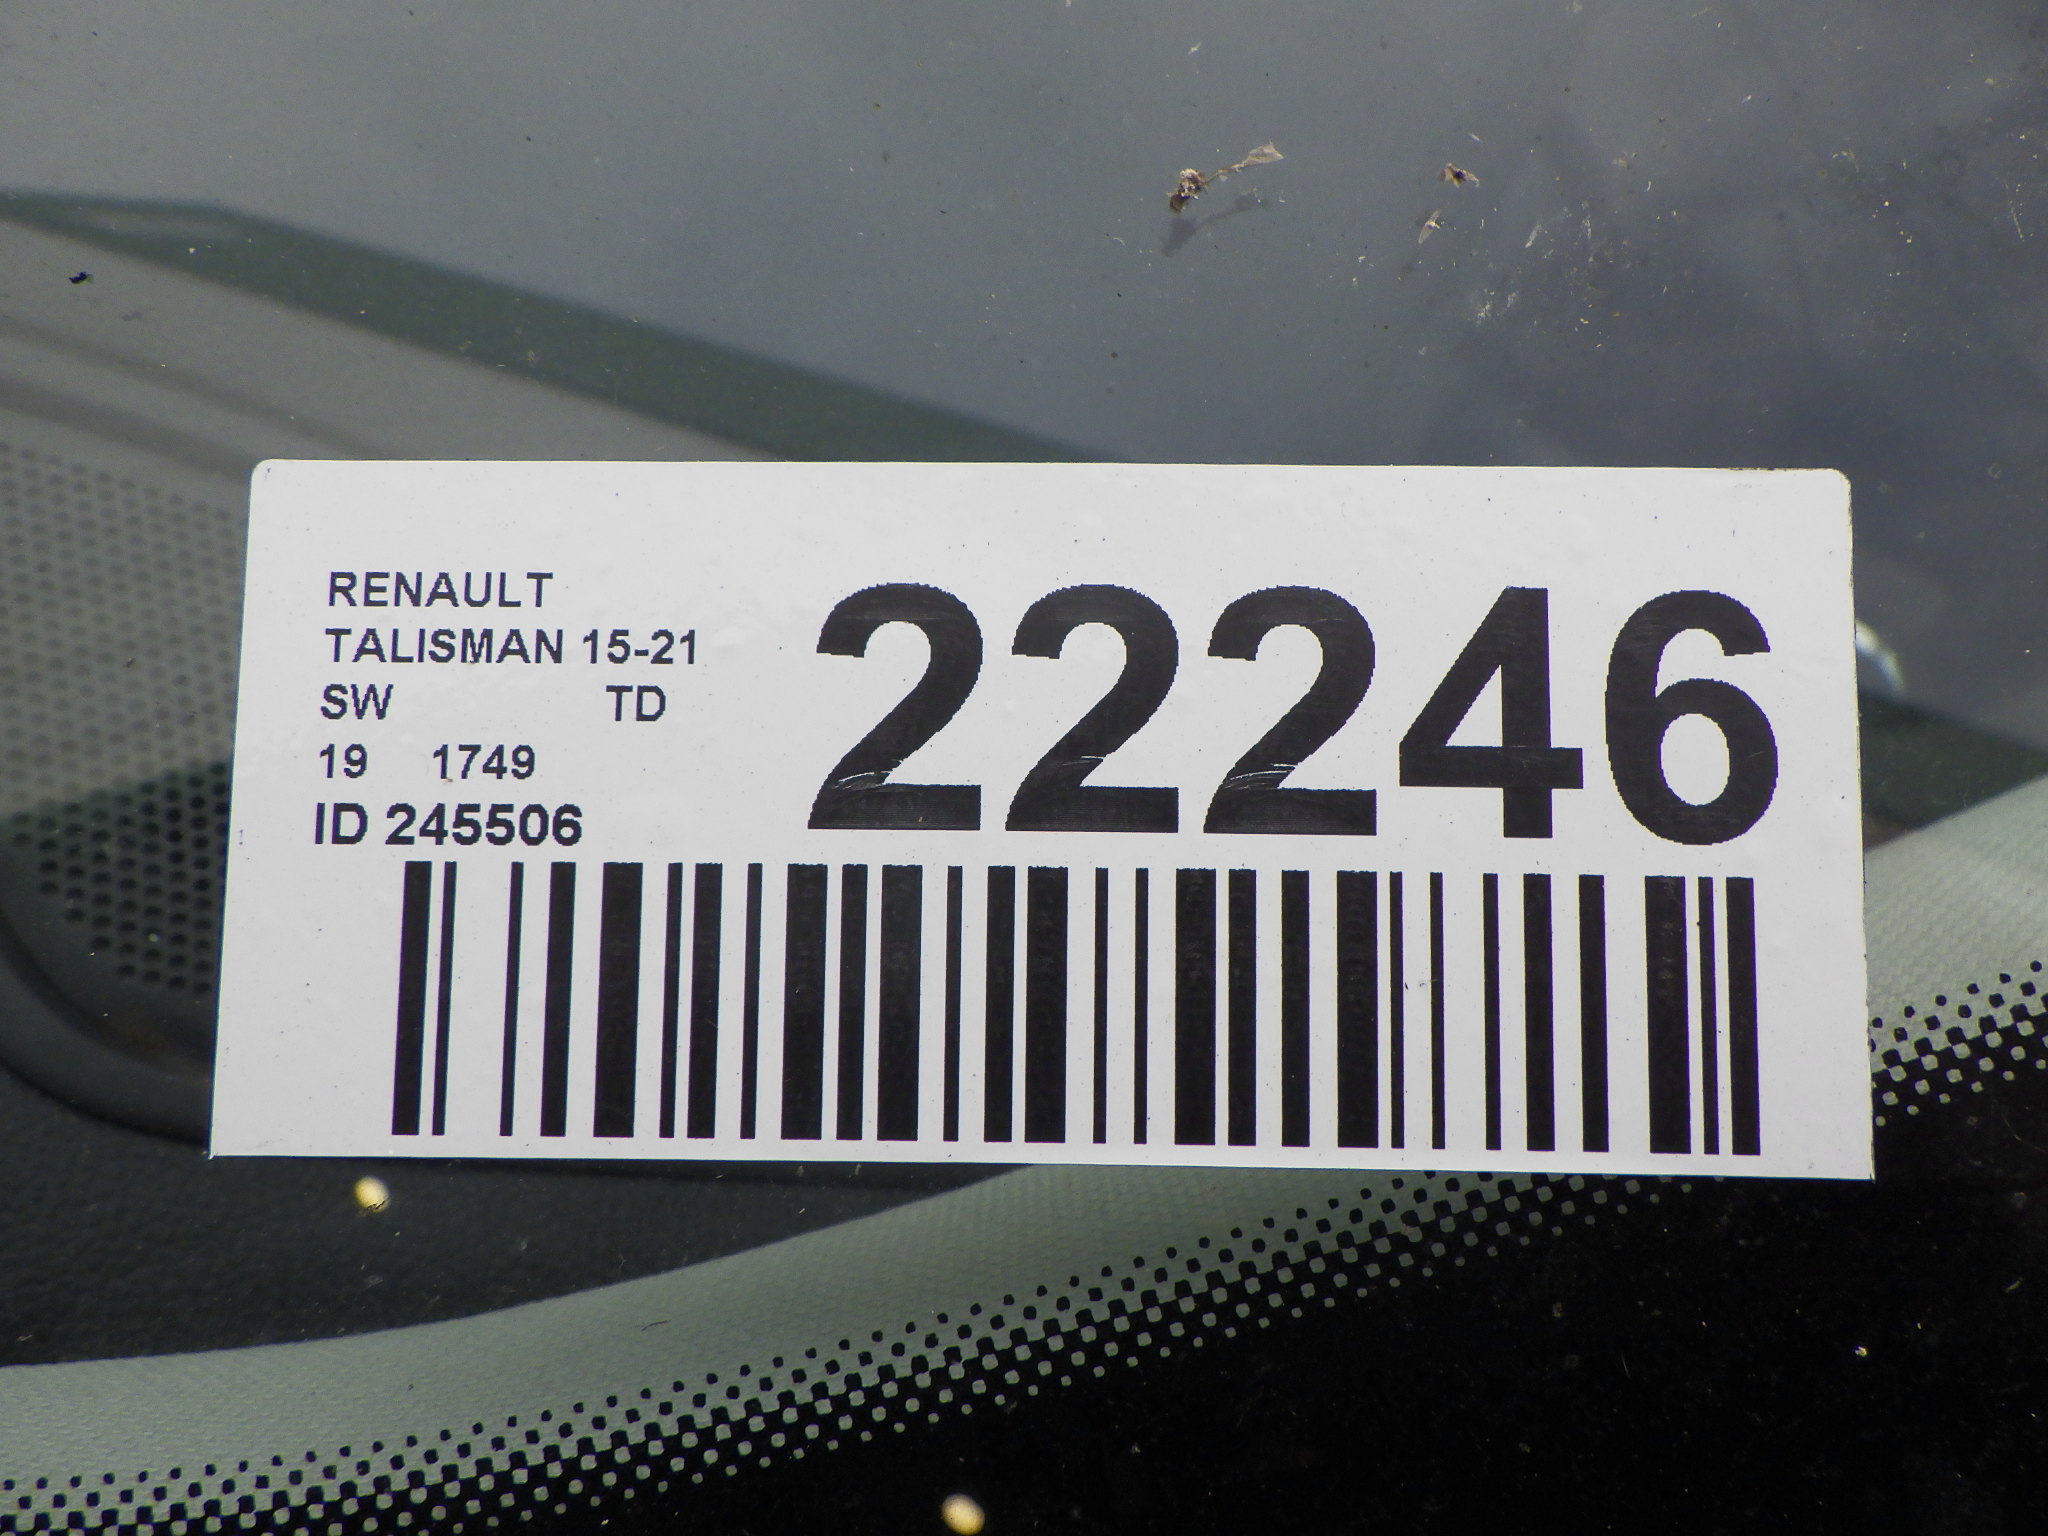 RENAULT
TALISMAN 15-21
SW TD
19 1749
ID 245506
22246